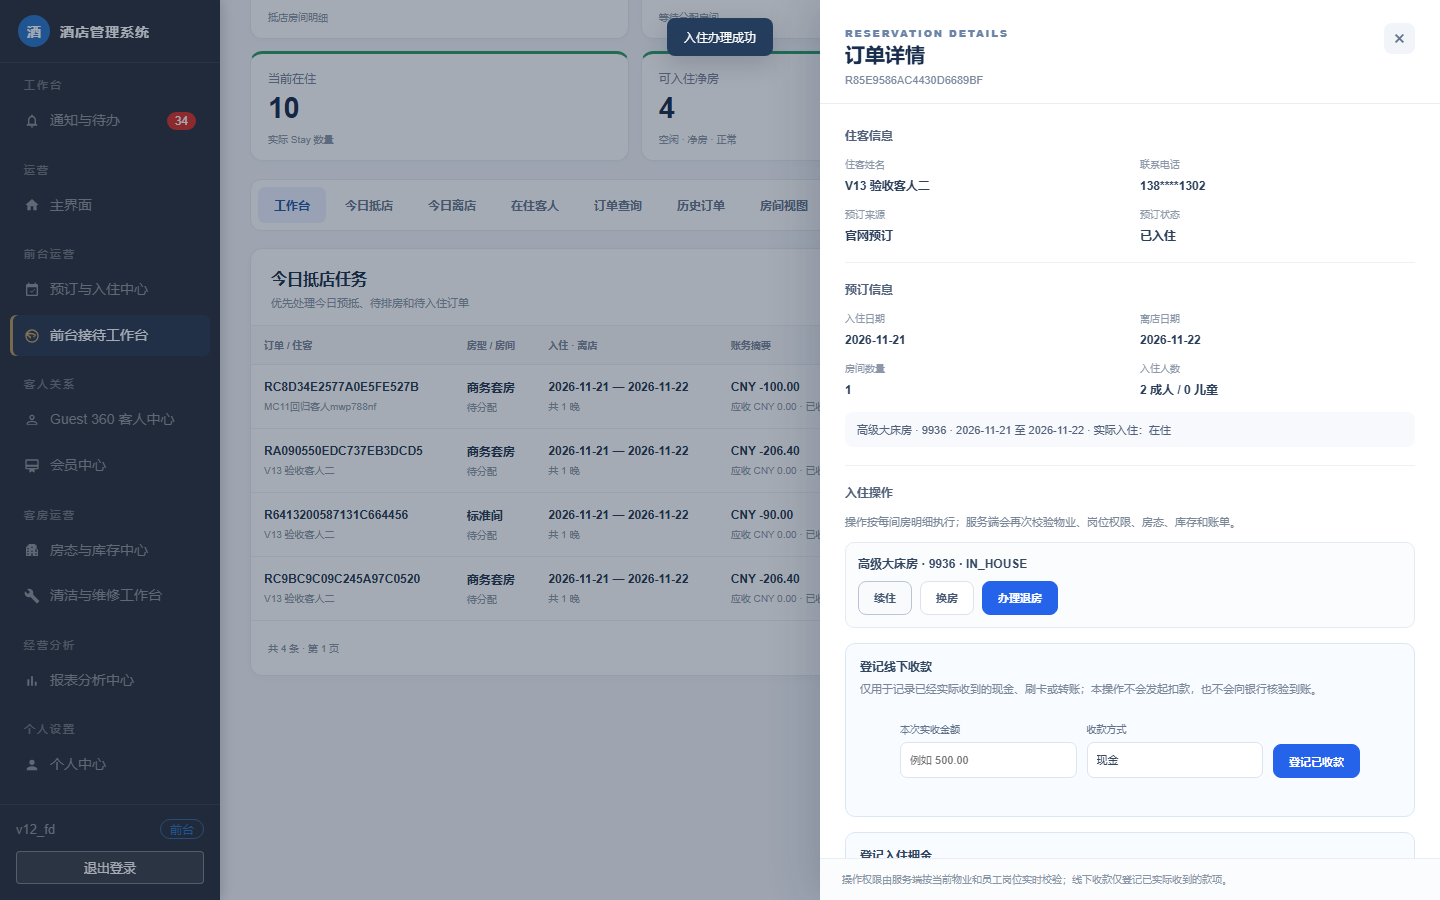 酒 酒店管理系统
工作台
通知与待办 34
运营
主界面
前台运营
预订与入住中心
前台接待工作台
客人关系
Guest 360 客人中心
会员中心
客房运营
房态与库存中心
清洁与维修工作台
经营分析
报表分析中心
个人设置
个人中心
v12_fd 前台
退出登录
抵店房间明细
等待分配房间
入住办理成功
当前在住
10
实际 Stay 数量
可入住净房
4
空闲 · 净房 · 正常
工作台 今日抵店 今日离店 在住客人 订单查询 历史订单 房间视图
今日抵店任务
优先处理今日预抵、待排房和待入住订单
订单 / 住客 房型 / 房间 入住 · 离店 账务摘要
RC8D34E2577A0E5FE527B 商务套房 2026-11-21 — 2026-11-22 CNY -100.00
MC11回归客人mwp788nf 待分配 共 1 晚 应收 CNY 0.00 · 已收
RA090550EDC737EB3DCD5 商务套房 2026-11-21 — 2026-11-22 CNY -206.40
V13 验收客人二 待分配 共 1 晚 应收 CNY 0.00 · 已收
R6413200587131C664456 标准间 2026-11-21 — 2026-11-22 CNY -90.00
V13 验收客人二 待分配 共 1 晚 应收 CNY 0.00 · 已收
RC9BC9C09C245A97C0520 商务套房 2026-11-21 — 2026-11-22 CNY -206.40
V13 验收客人二 待分配 共 1 晚 应收 CNY 0.00 · 已收
共 4 条 · 第 1 页
RESERVATION DETAILS
订单详情
R85E9586AC4430D6689BF
住客信息
住客姓名 联系电话
V13 验收客人二 138****1302
预订来源 预订状态
官网预订 已入住
预订信息
入住日期 离店日期
2026-11-21 2026-11-22
房间数量 入住人数
1 2 成人 / 0 儿童
高级大床房 · 9936 · 2026-11-21 至 2026-11-22 · 实际入住：在住
入住操作
操作按每间房明细执行；服务端会再次校验物业、岗位权限、房态、库存和账单。
高级大床房 · 9936 · IN_HOUSE
续住 换房 办理退房
登记线下收款
仅用于记录已经实际收到的现金、刷卡或转账；本操作不会发起扣款，也不会向银行核验到账。
本次实收金额 收款方式
例如 500.00 现金 登记已收款
登记入住押金
操作权限由服务端按当前物业和员工岗位实时校验；线下收款仅登记已实际收到的款项。